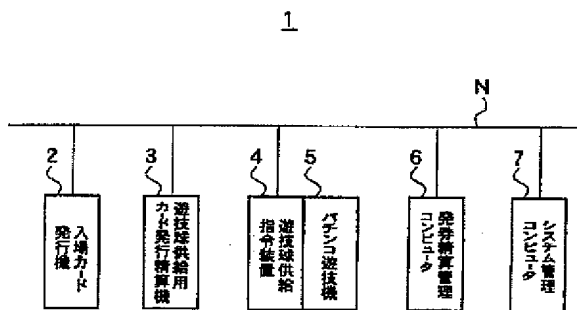 1
N
2
3
4
5
6
7
入場カード
発行機
遊技球供給用
カード発行精算機
遊技球供給
指令装置
パチンコ遊技機
発券精算管理
コンピュータ
システム管理
コンピュータ